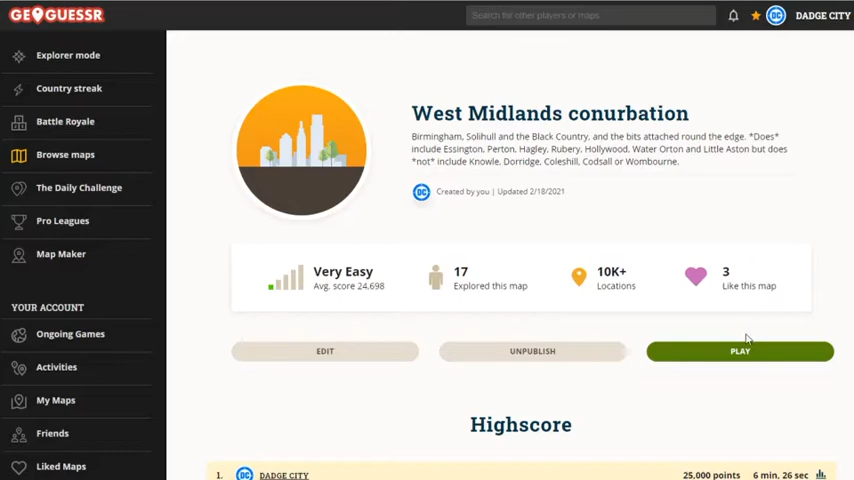 GEOGUESSR
Search for other players or maps
DC
DADGE CITY
Explorer mode
Country streak
Battle Royale
Browse maps
The Daily Challenge
Pro Leagues
Map Maker
YOUR ACCOUNT
Ongoing Games
Activities
My Maps
Friends
Liked Maps
West Midlands conurbation
Birmingham, Solihull and the Black Country, and the bits attached round the edge. *Does*
include Essington, Perton, Hagley, Rubery, Hollywood, Water Orton and Little Aston but does
*not* include Knowle, Dorridge, Coleshill, Codsall or Wombourne.
DC Created by you | Updated 2/18/2021
Very Easy
Avg. score 24,698
17
Explored this map
10K+
Locations
3
Like this map
EDIT
UNPUBLISH
PLAY
Highscore
1. DC DADGE CITY 25,000 points 6 min, 26 sec